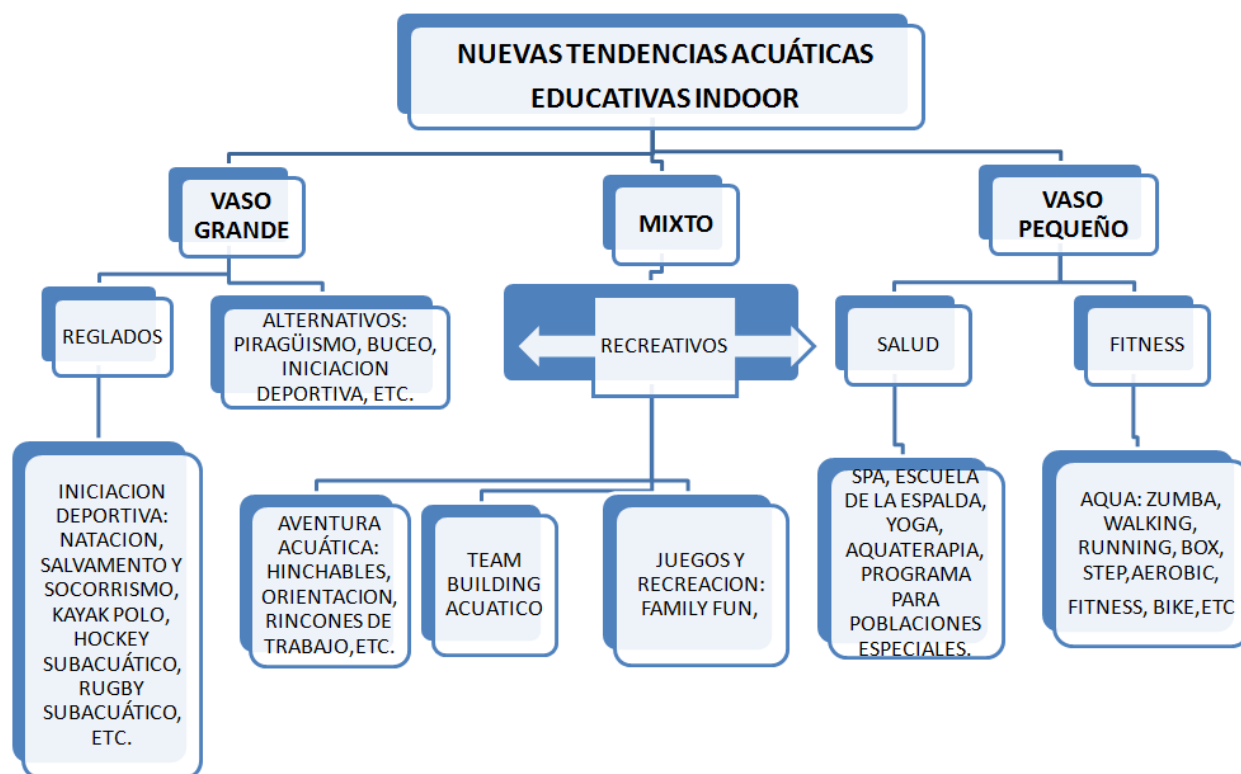 NUEVAS TENDENCIAS ACUÁTICAS
EDUCATIVAS INDOOR
VASO
GRANDE
MIXTO
VASO
PEQUEÑO
REGLADOS
ALTERNATIVOS:
PIRAGÜISMO, BUCEO,
INICIACION
DEPORTIVA, ETC.
RECREATIVOS
SALUD
FITNESS
INICIACION
DEPORTIVA:
NATACION,
SALVAMENTO Y
SOCORRISMO,
KAYAK POLO,
HOCKEY
SUBACUÁTICO,
RUGBY
SUBACUÁTICO,
ETC.
AVENTURA
ACUÁTICA:
HINCHABLES,
ORIENTACION,
RINCONES DE
TRABAJO,ETC.
TEAM
BUILDING
ACUATICO
JUEGOS Y
RECREACION:
FAMILY FUN,
SPA, ESCUELA
DE LA ESPALDA,
YOGA,
AQUATERAPIA,
PROGRAMA
PARA
POBLACIONES
ESPECIALES.
AQUA: ZUMBA,
WALKING,
RUNNING, BOX,
STEP,AEROBIC,
FITNESS, BIKE,ETC